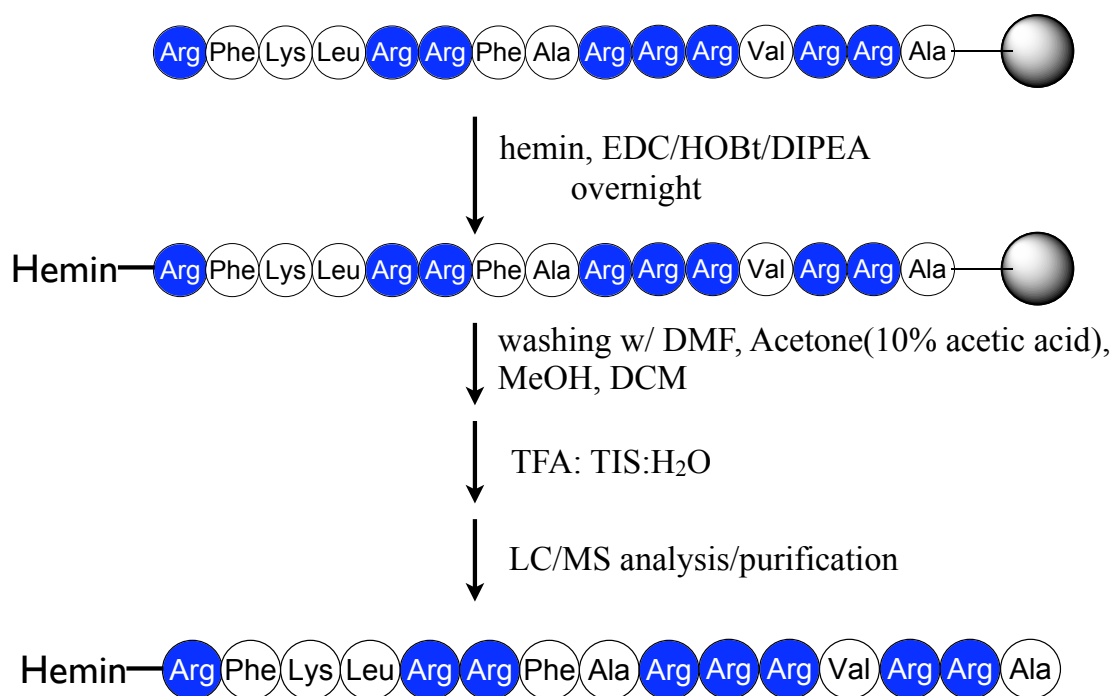 Arg Phe Lys Leu Arg Arg Phe Ala Arg Arg Arg Val Arg Arg Ala
hemin, EDC/HOBt/DIPEA
overnight
Hemin Arg Phe Lys Leu Arg Arg Phe Ala Arg Arg Arg Val Arg Arg Ala
washing w/ DMF, Acetone(10% acetic acid),
MeOH, DCM
TFA: TIS:H₂O
LC/MS analysis/purification
Hemin Arg Phe Lys Leu Arg Arg Phe Ala Arg Arg Arg Val Arg Arg Ala